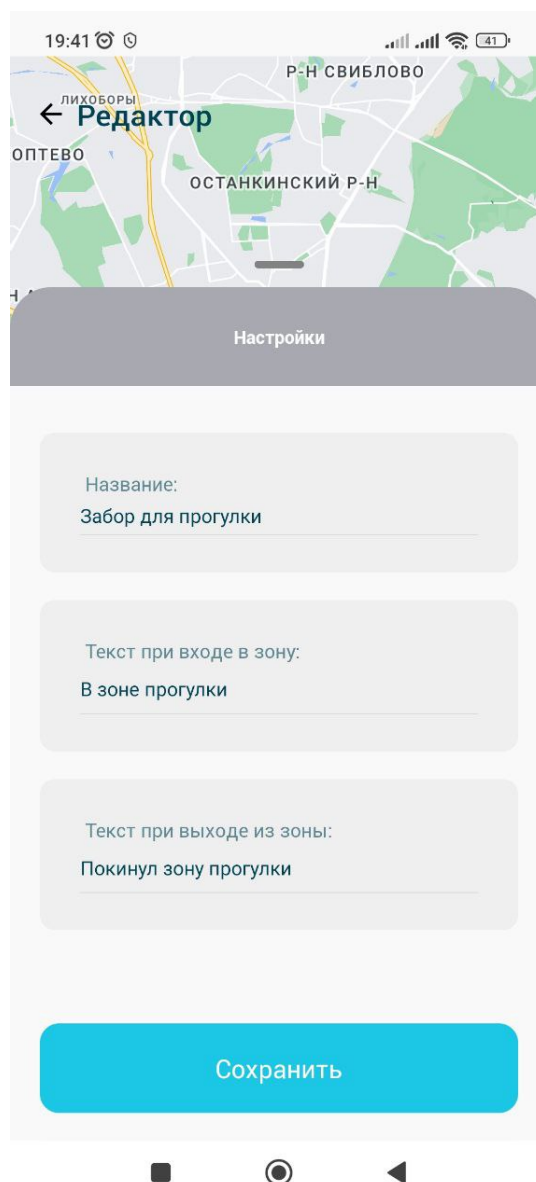 19:41
41
Р-Н СВИБЛОВО
ЛИХОБОРЫ
Редактор
ОПТЕВО
ОСТАНКИНСКИЙ Р-Н
Настройки
Название:
Забор для прогулки
Текст при входе в зону:
В зоне прогулки
Текст при выходе из зоны:
Покинул зону прогулки
Сохранить